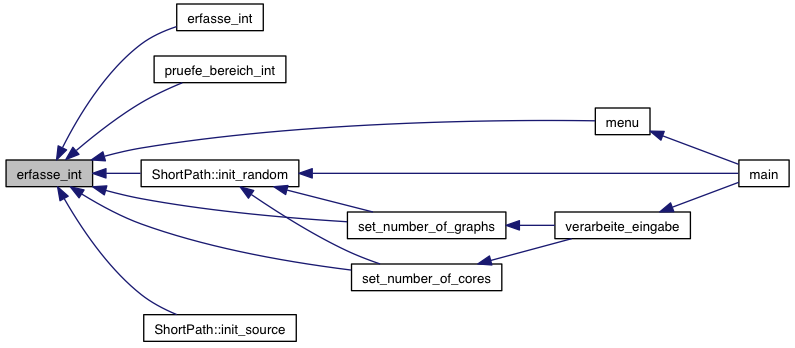 erfasse_int
pruefe_bereich_int
menu
erfasse_int
ShortPath::init_random
main
set_number_of_graphs
verarbeite_eingabe
set_number_of_cores
ShortPath::init_source